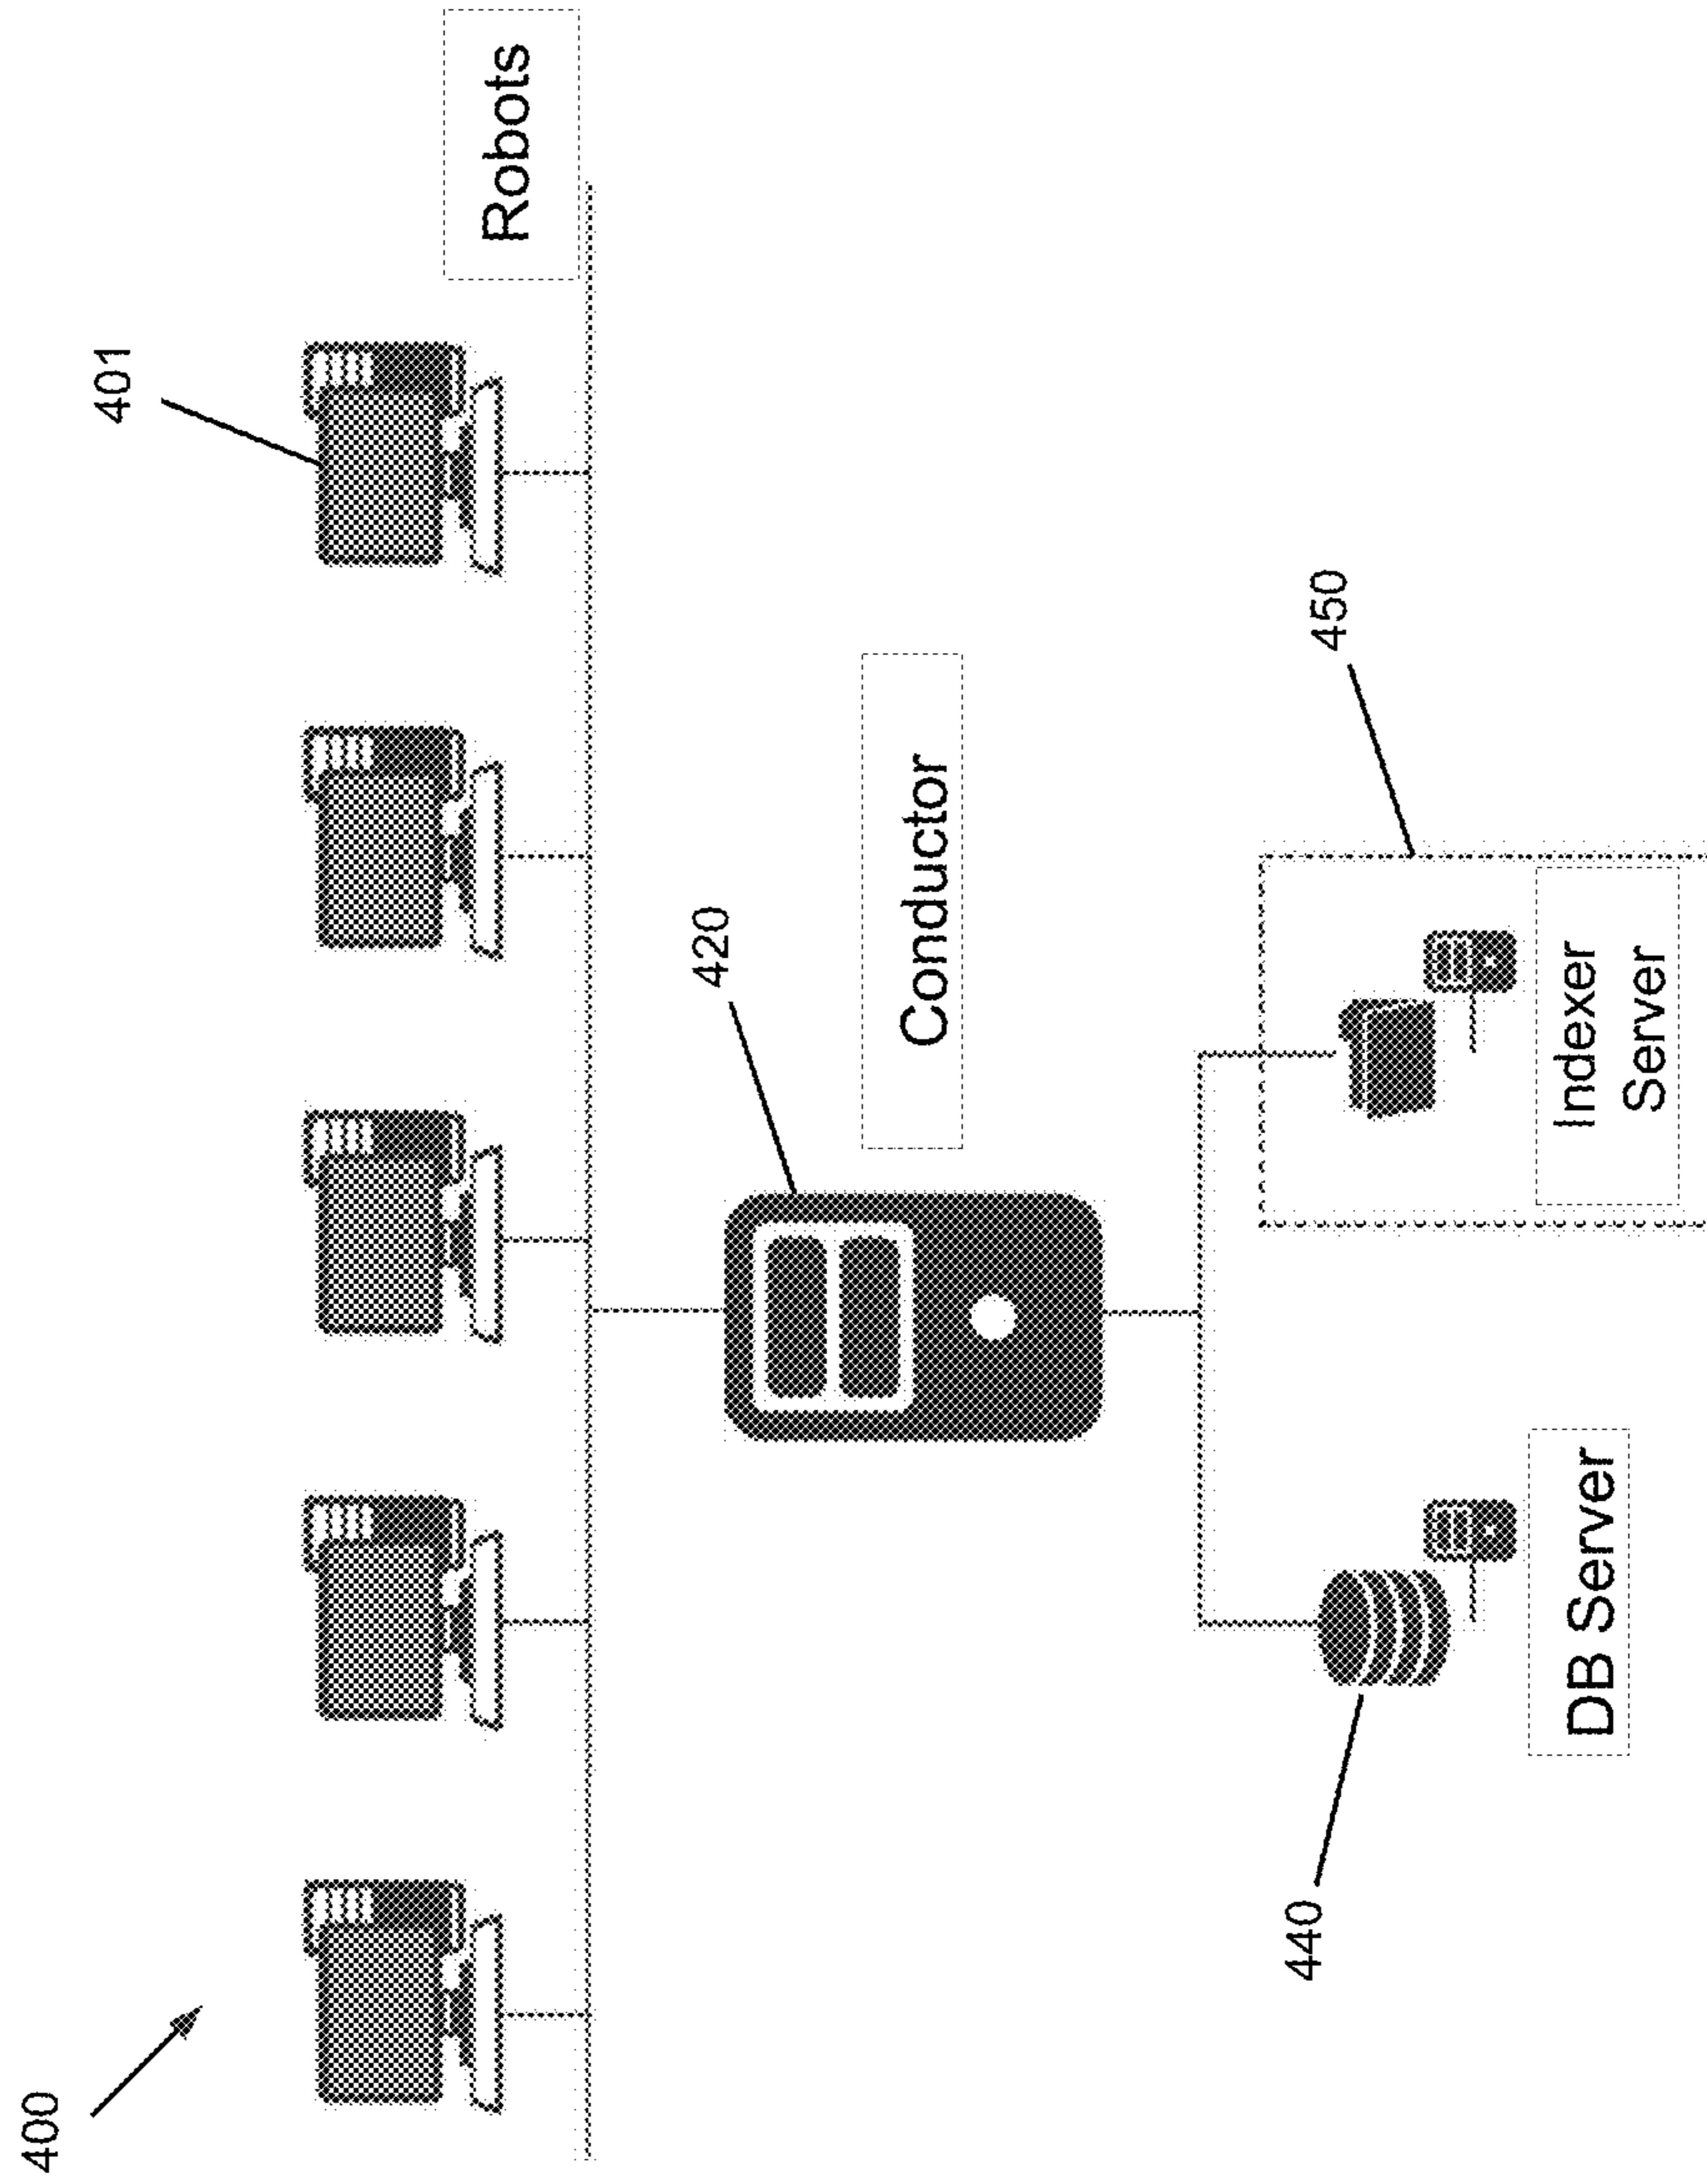 400
401
Robots
420
Conductor
440
450
DB Server
Indexer
Server